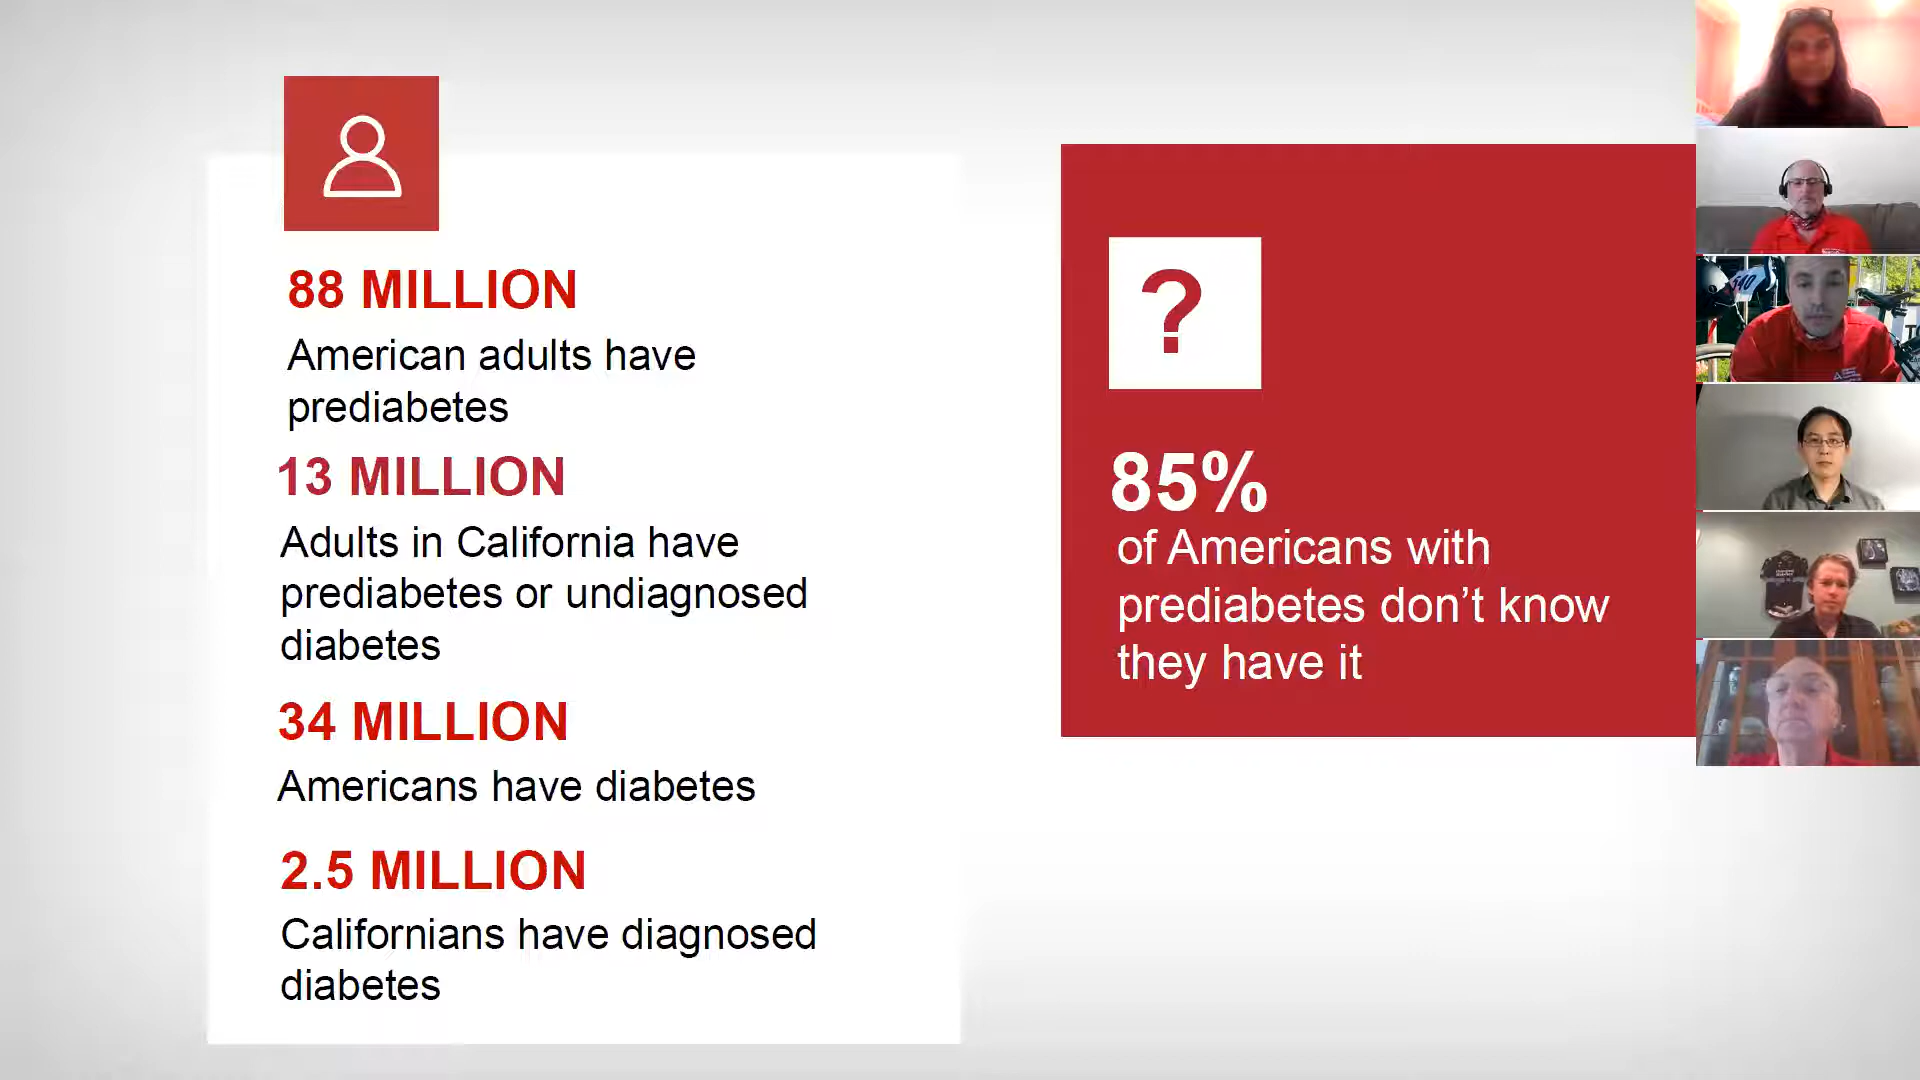 88 MILLION
American adults have
prediabetes
13 MILLION
Adults in California have
prediabetes or undiagnosed
diabetes
34 MILLION
Americans have diabetes
2.5 MILLION
Californians have diagnosed
diabetes
?
85%
of Americans with
prediabetes don't know
they have it
540